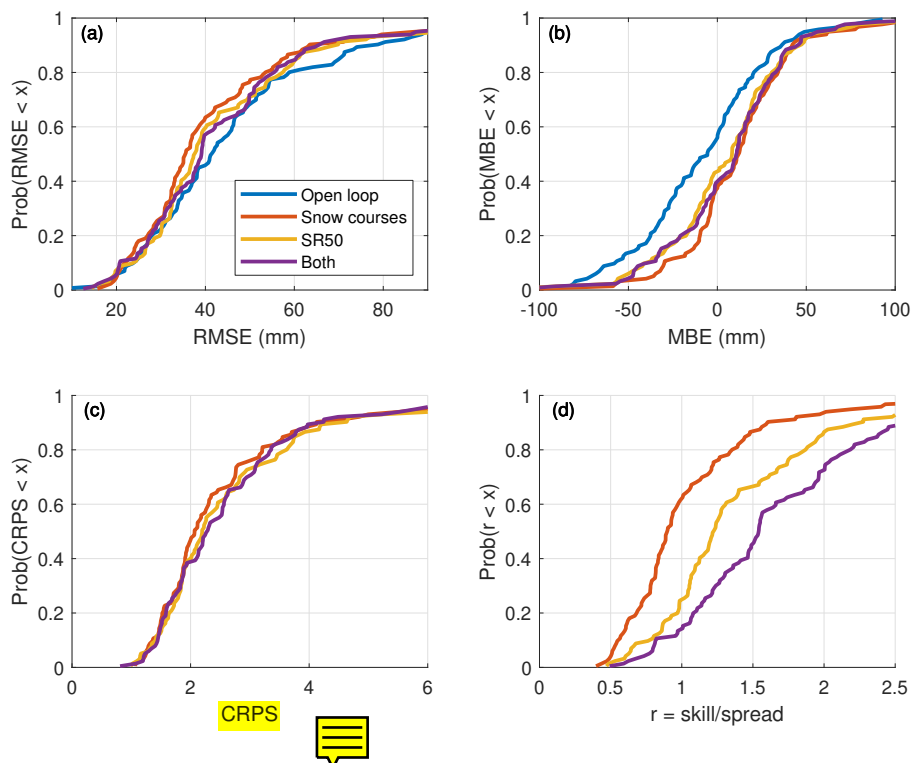 (a)
Prob(RMSE < x)
1
0.8
0.6
0.4
0.2
0
20 40 60 80
RMSE (mm)
Open loop
Snow courses
SR50
Both
(b)
Prob(MBE < x)
1
0.8
0.6
0.4
0.2
0
-100 -50 0 50 100
MBE (mm)
(c)
Prob(CRPS < x)
1
0.8
0.6
0.4
0.2
0
0 2 4 6
CRPS
(d)
Prob(r < x)
1
0.8
0.6
0.4
0.2
0
0 0.5 1 1.5 2 2.5
r = skill/spread